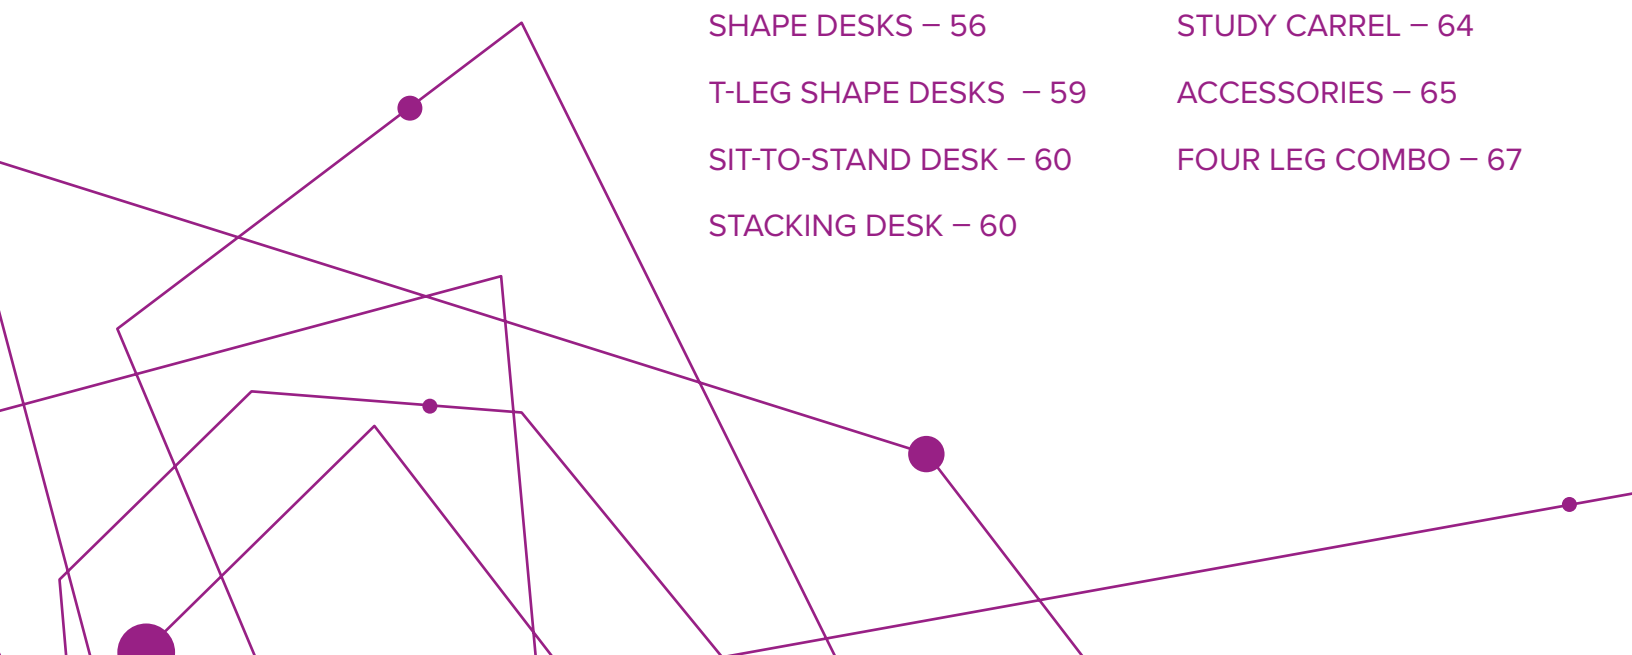 SHAPE DESKS – 56
T-LEG SHAPE DESKS – 59
SIT-TO-STAND DESK – 60
STACKING DESK – 60
STUDY CARREL – 64
ACCESSORIES – 65
FOUR LEG COMBO – 67